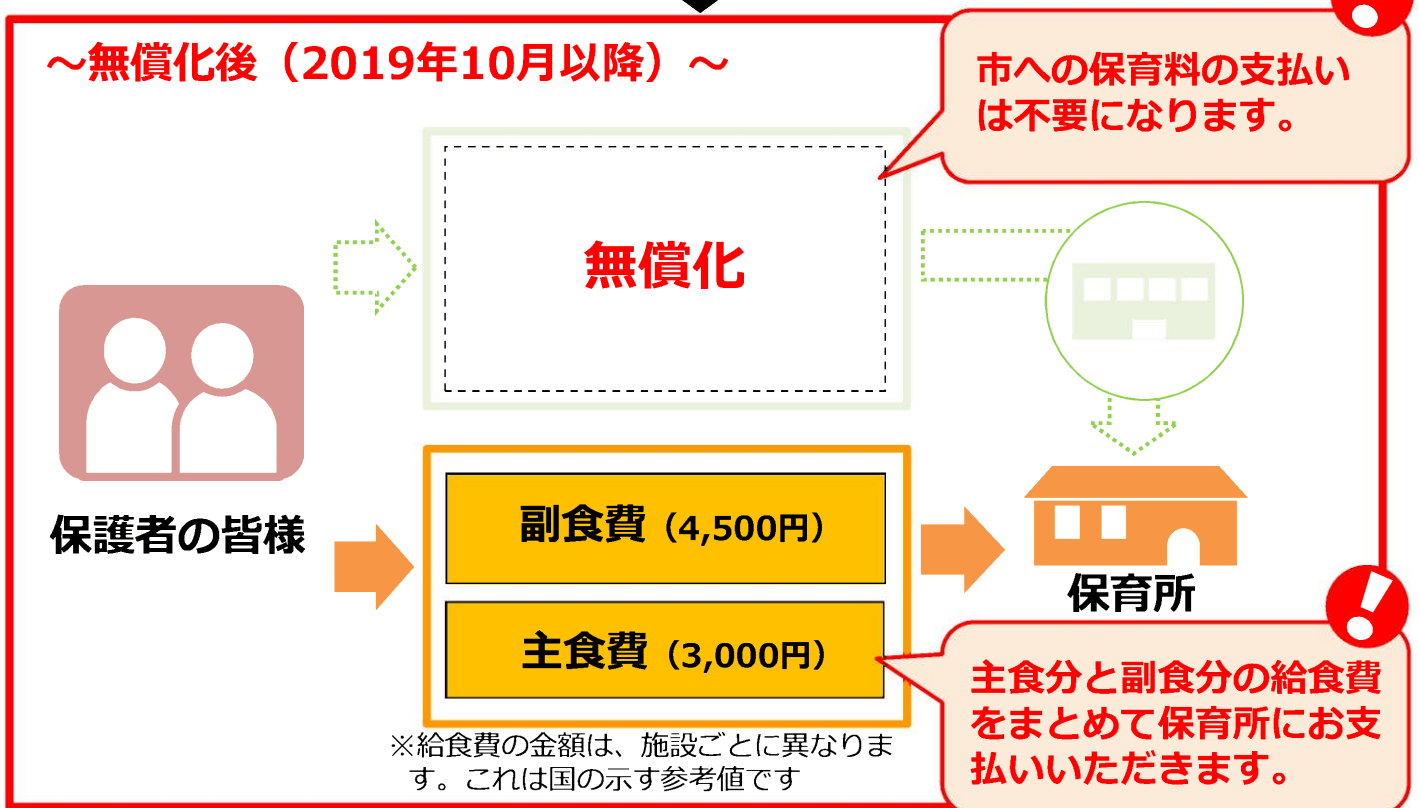 ～無償化後（2019年10月以降）～
市への保育料の支払い
は不要になります。
無償化
保護者の皆様
副食費（4,500円）
主食費（3,000円）
保育所
主食分と副食分の給食費
をまとめて保育所にお支
払いいただきます。
※給食費の金額は、施設ごとに異なりま
す。これは国の示す参考値です